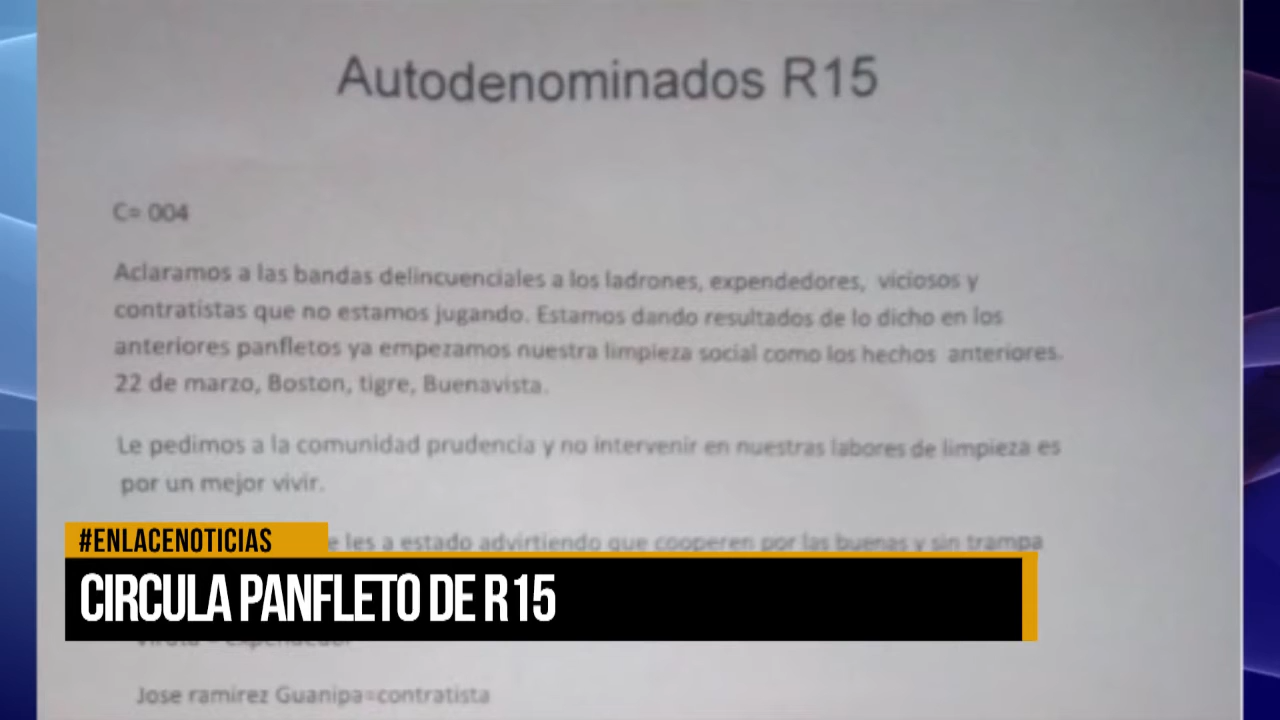 Autodenominados R15
C= 004
Aclaramos a las bandas delincuenciales a los ladrones, expendedores, viciosos y
contratistas que no estamos jugando. Estamos dando resultados de lo dicho en los
anteriores panfletos ya empezamos nuestra limpieza social como los hechos anteriores.
22 de marzo, Boston, tigre, Buenavista.
Le pedimos a la comunidad prudencia y no intervenir en nuestras labores de limpieza es
por un mejor vivir.
les a estado advirtiendo que cooperen por las buenas y sin trampa
#ENLACENOTICIAS
CIRCULA PANFLETO DE R15
Jose ramirez Guanipa=contratista